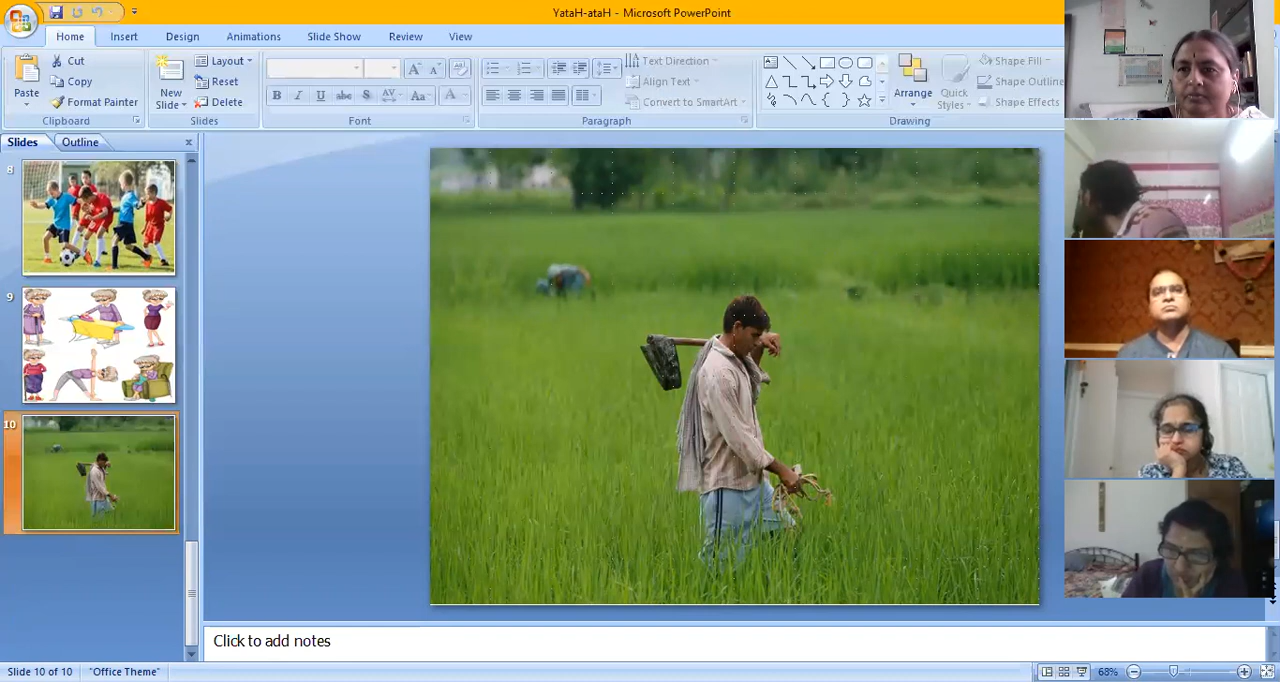 YataH-ataH - Microsoft PowerPoint
Home Insert Design Animations Slide Show Review View
Paste
Cut
Copy
Format Painter
Clipboard
New
Slide
Layout
Reset
Delete
Slides
B I U abc S AV Aa A
Font
Text Direction
Align Text
Convert to SmartArt
Paragraph
Arrange
Quick
Styles
Shape Fill
Shape Outline
Shape Effects
Drawing
Slides Outline
8
9
10
Click to add notes
Slide 10 of 10 "Office Theme" 68%